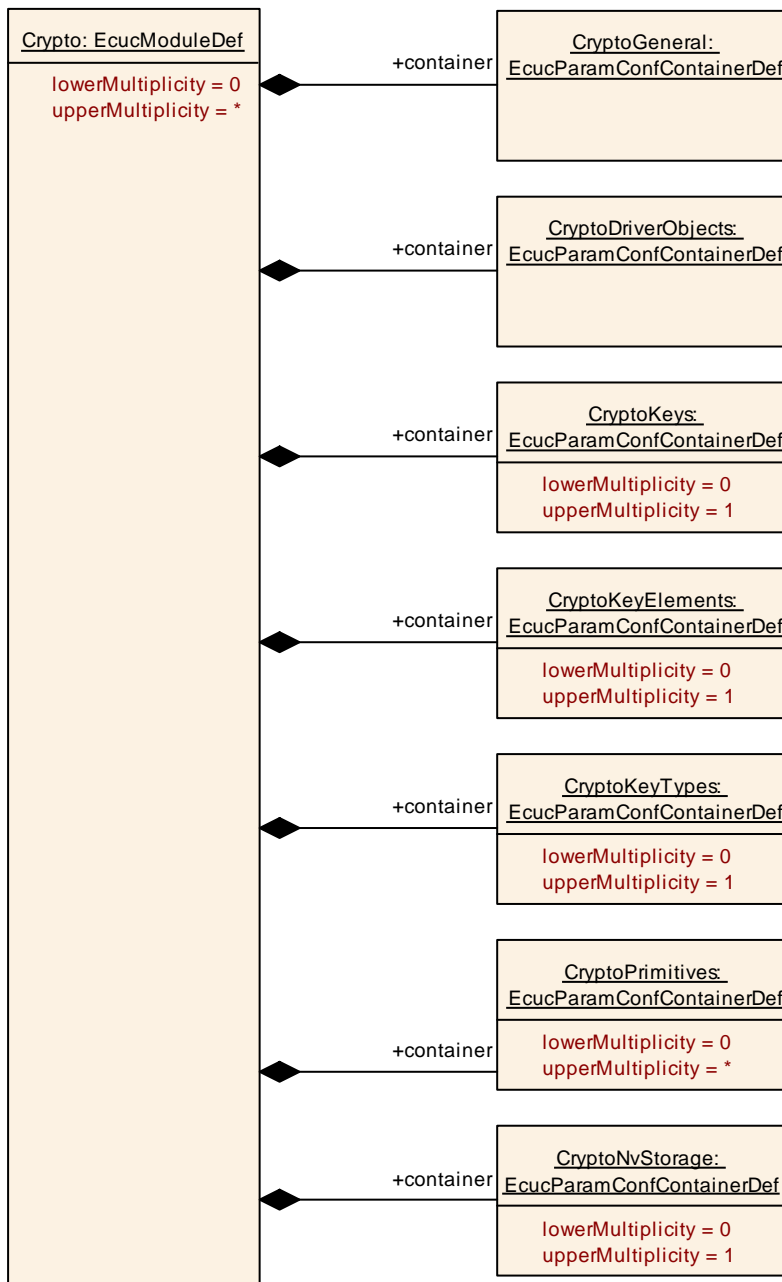 Crypto: EcucModuleDef
lowerMultiplicity = 0
upperMultiplicity = *
+container
CryptoGeneral:
EcucParamConfContainerDef
+container
CryptoDriverObjects:
EcucParamConfContainerDef
+container
CryptoKeys:
EcucParamConfContainerDef
lowerMultiplicity = 0
upperMultiplicity = 1
+container
CryptoKeyElements:
EcucParamConfContainerDef
lowerMultiplicity = 0
upperMultiplicity = 1
+container
CryptoKeyTypes:
EcucParamConfContainerDef
lowerMultiplicity = 0
upperMultiplicity = 1
+container
CryptoPrimitives:
EcucParamConfContainerDef
lowerMultiplicity = 0
upperMultiplicity = *
+container
CryptoNvStorage:
EcucParamConfContainerDef
lowerMultiplicity = 0
upperMultiplicity = 1